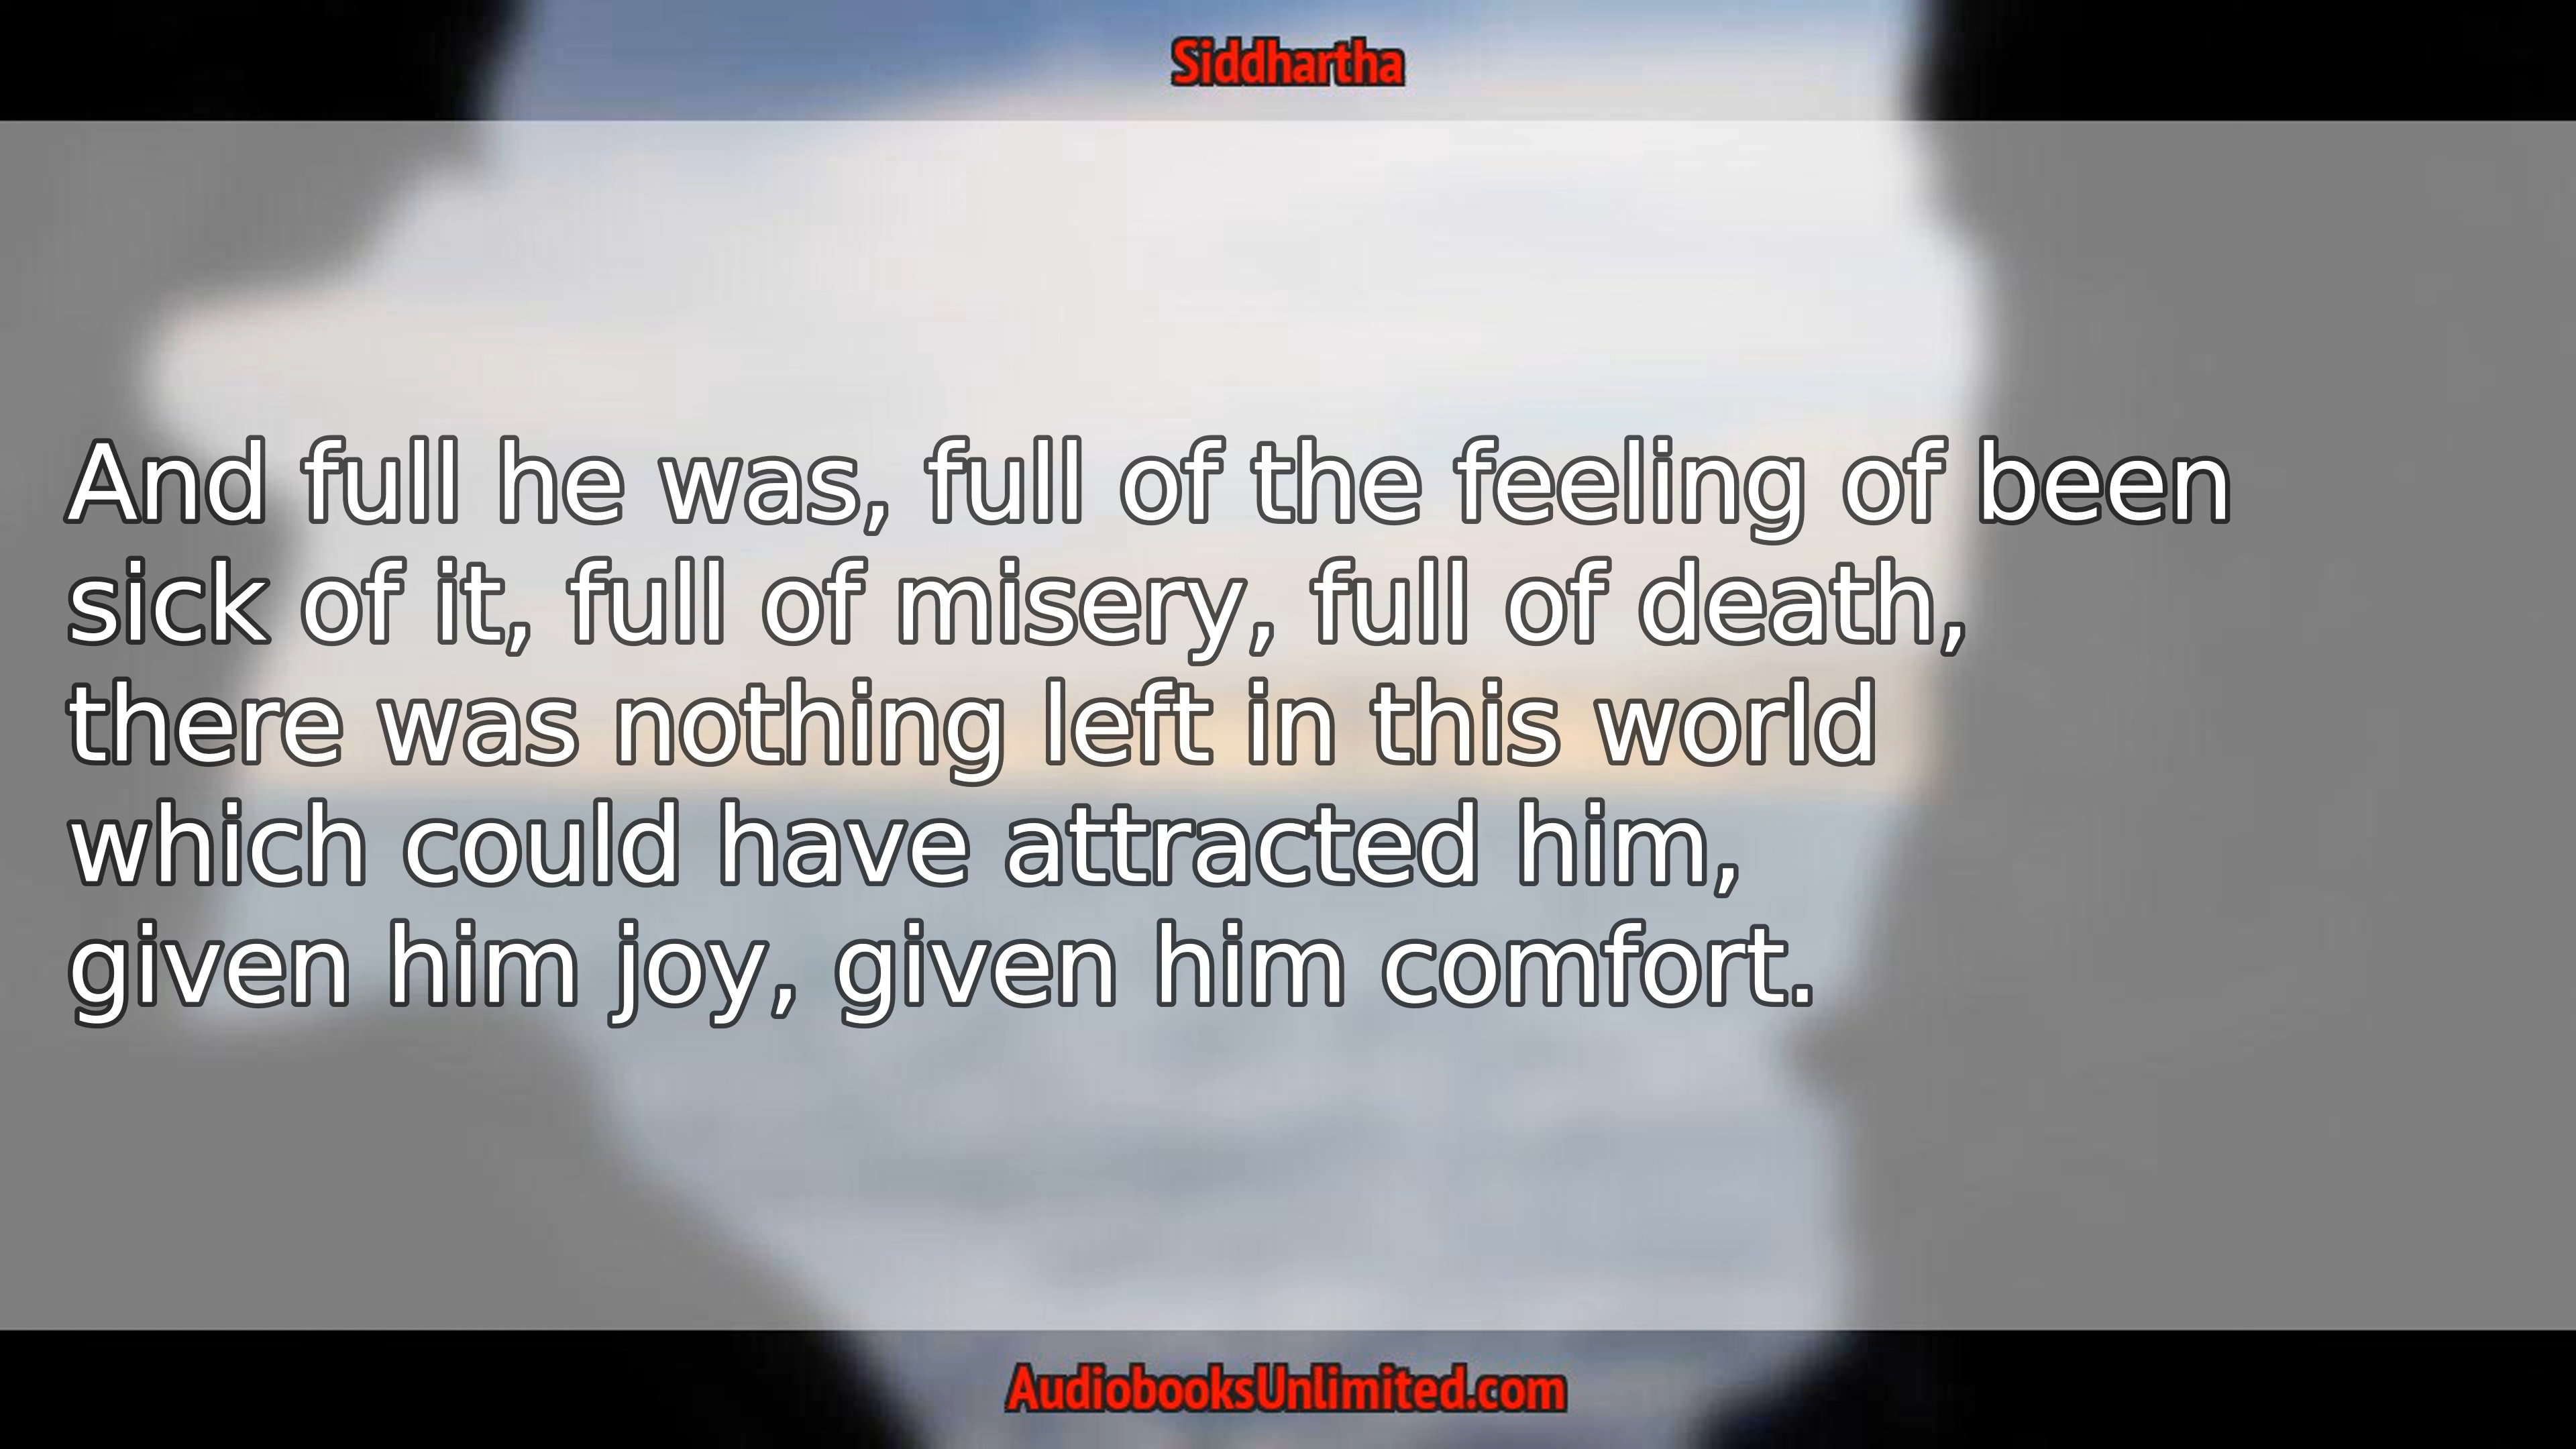 Siddhartha
And full he was, full of the feeling of been
sick of it, full of misery, full of death,
there was nothing left in this world
which could have attracted him,
given him joy, given him comfort.
AudiobooksUnlimited.com